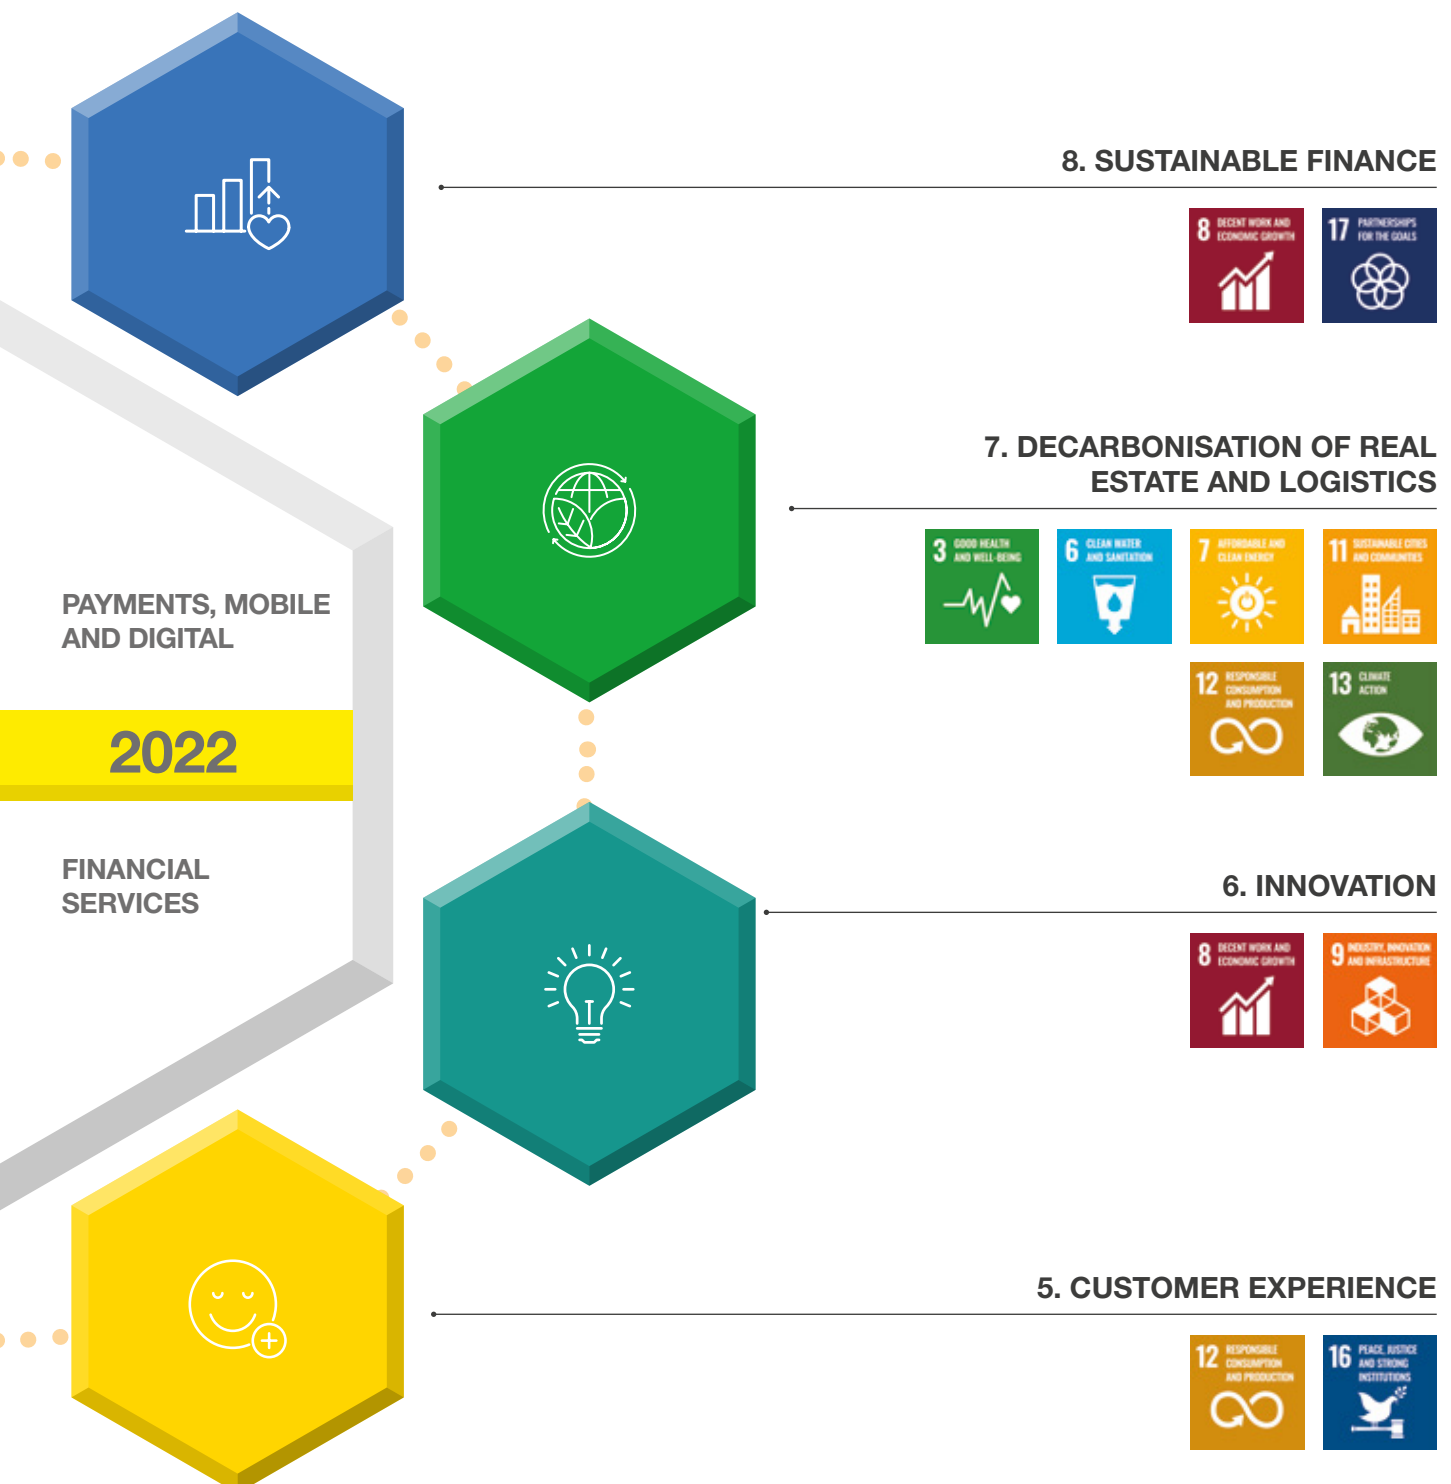 8. SUSTAINABLE FINANCE
8 DECENT WORK AND
ECONOMIC GROWTH
17 PARTNERSHIPS
FOR THE GOALS
7. DECARBONISATION OF REAL
ESTATE AND LOGISTICS
3 GOOD HEALTH
AND WELL-BEING
6 CLEAN WATER
AND SANITATION
7 AFFORDABLE AND
CLEAN ENERGY
11 SUSTAINABLE CITIES
AND COMMUNITIES
12 RESPONSIBLE
CONSUMPTION
AND PRODUCTION
13 CLIMATE
ACTION
PAYMENTS, MOBILE
AND DIGITAL
2022
FINANCIAL
SERVICES
6. INNOVATION
8 DECENT WORK AND
ECONOMIC GROWTH
9 INDUSTRY, INNOVATION
AND INFRASTRUCTURE
5. CUSTOMER EXPERIENCE
12 RESPONSIBLE
CONSUMPTION
AND PRODUCTION
16 PEACE, JUSTICE
AND STRONG
INSTITUTIONS